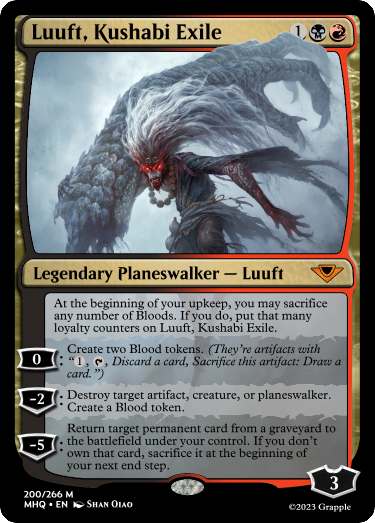 Luuft, Kushabi Exile 1
Legendary Planeswalker — Luuft
At the beginning of your upkeep, you may sacrifice
any number of Bloods. If you do, put that many
loyalty counters on Luuft, Kushabi Exile.
0 : Create two Blood tokens. (They're artifacts with
"1, , Discard a card, Sacrifice this artifact: Draw a
card.")
-2 : Destroy target artifact, creature, or planeswalker.
Create a Blood token.
-5 : Return target permanent card from a graveyard to
the battlefield under your control. If you don't
own that card, sacrifice it at the beginning of
your next end step.
3
200/266 M
MHQ • EN Shan Qiao
©2023 Grapple